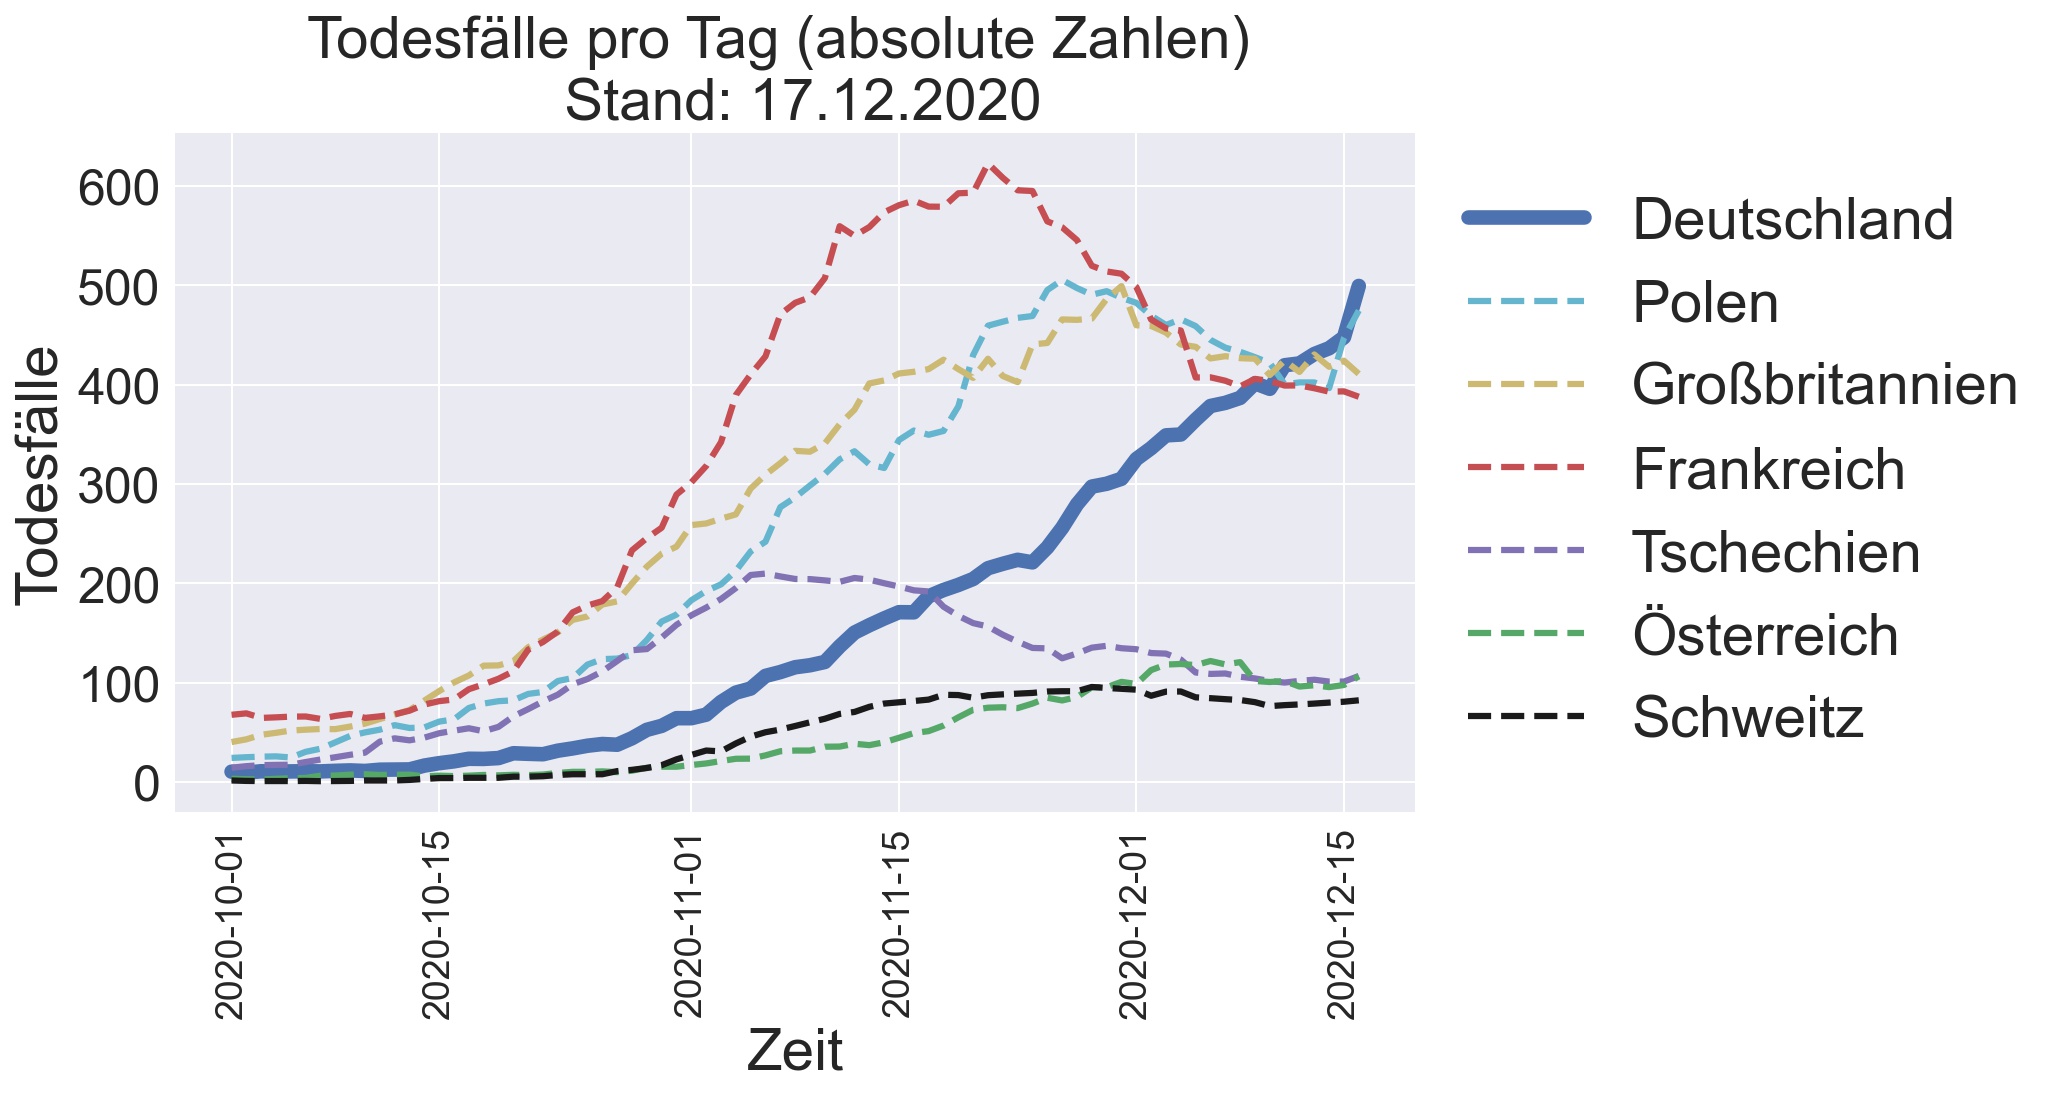 Todesfälle pro Tag (absolute Zahlen)
Stand: 17.12.2020
Todesfälle
600
500
400
300
200
100
0
2020-10-01
2020-10-15
2020-11-01
2020-11-15
2020-12-01
2020-12-15
Zeit
Deutschland
Polen
Großbritannien
Frankreich
Tschechien
Österreich
Schweitz